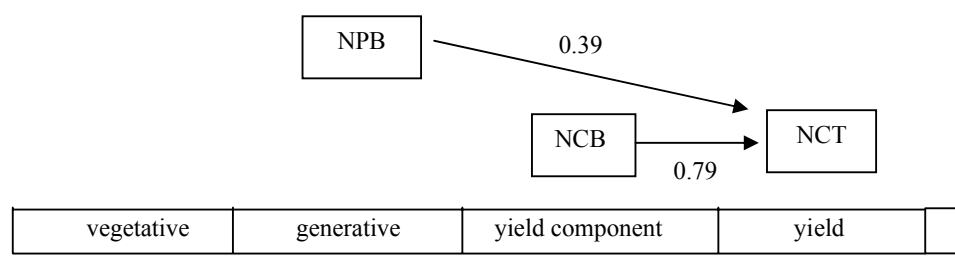 NPB
0.39
NCB
NCT
0.79
vegetative generative yield component yield